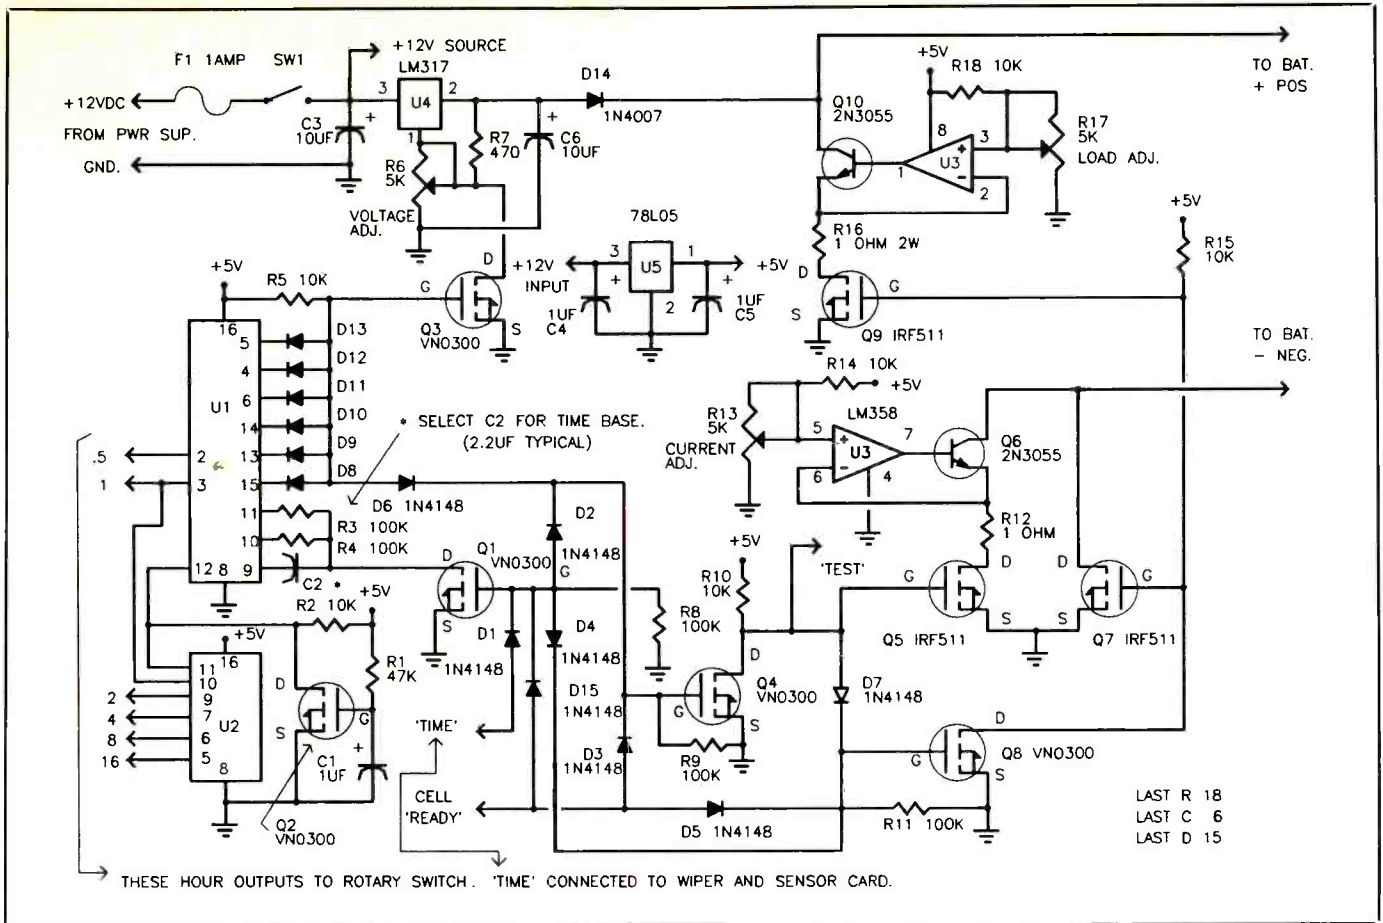 +12V SOURCE
F1 1AMP SW1
LM317
3 U4 2
1
D14
1N4007
+12VDC
FROM PWR SUP.
GND.
C3
10UF
+
R6
5K
R7
470
+
C6
10UF
VOLTAGE
ADJ.
TO BAT.
+ POS
+5V
R18 10K
Q10
2N3055
8
3
+
U3
-
1
2
R17
5K
LOAD ADJ.
R16
1 OHM 2W
+5V
R15
10K
78L05
3 U5 1
2
+12V
INPUT
+5V
+
1UF
C4
+
1UF
C5
D
G
S
Q9 IRF511
+5V
R5 10K
D
G
S
Q3
VN0300
TO BAT.
- NEG.
16
5
4
6
14
13
15
11
10
9
U1
2
3
12 8
D13
D12
D11
D10
D9
D8
* SELECT C2 FOR TIME BASE.
(2.2UF TYPICAL)
.5
1
D6 1N4148
R3 100K
R4 100K
C2 *
R14 10K
+5V
R13
5K
CURRENT
ADJ.
LM358
5
+
U3
-
6
7
4
Q6
2N3055
R12
1 OHM
D2
1N4148
D
Q1
VN0300
G
S
+5V
R10
10K
'TEST'
G
D
S
Q5 IRF511
D
G
S
Q7 IRF511
R2 10K
+5V
+5V
R1
47K
D1
1N4148
D4
1N4148
R8
100K
16
11
10
9
7
6
5
8
U2
2
4
8
16
D
G
S
+
C1
1UF
Q2
VN0300
D15
1N4148
D3
1N4148
D
Q4
VN0300
G
S
R9
100K
D7
1N4148
D
G
S
Q8 VN0300
'TIME'
CELL
'READY'
D5 1N4148
R11 100K
LAST R 18
LAST C 6
LAST D 15
THESE HOUR OUTPUTS TO ROTARY SWITCH. 'TIME' CONNECTED TO WIPER AND SENSOR CARD.